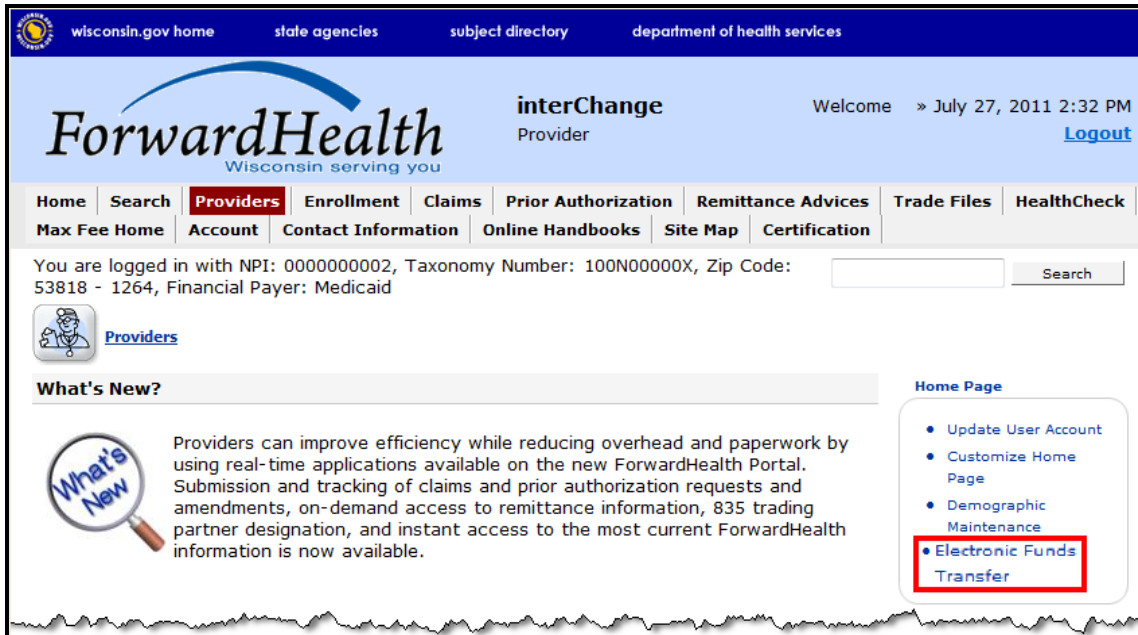 wisconsin.gov home state agencies subject directory department of health services
ForwardHealth
Wisconsin serving you
interChange
Provider
Welcome » July 27, 2011 2:32 PM
Logout
Home Search Providers Enrollment Claims Prior Authorization Remittance Advices Trade Files HealthCheck
Max Fee Home Account Contact Information Online Handbooks Site Map Certification
You are logged in with NPI: 0000000002, Taxonomy Number: 100N00000X, Zip Code:
53818 - 1264, Financial Payer: Medicaid
Search
Providers
What's New?
What's
New
Providers can improve efficiency while reducing overhead and paperwork by
using real-time applications available on the new ForwardHealth Portal.
Submission and tracking of claims and prior authorization requests and
amendments, on-demand access to remittance information, 835 trading
partner designation, and instant access to the most current ForwardHealth
information is now available.
Home Page
• Update User Account
• Customize Home
Page
• Demographic
Maintenance
• Electronic Funds
Transfer